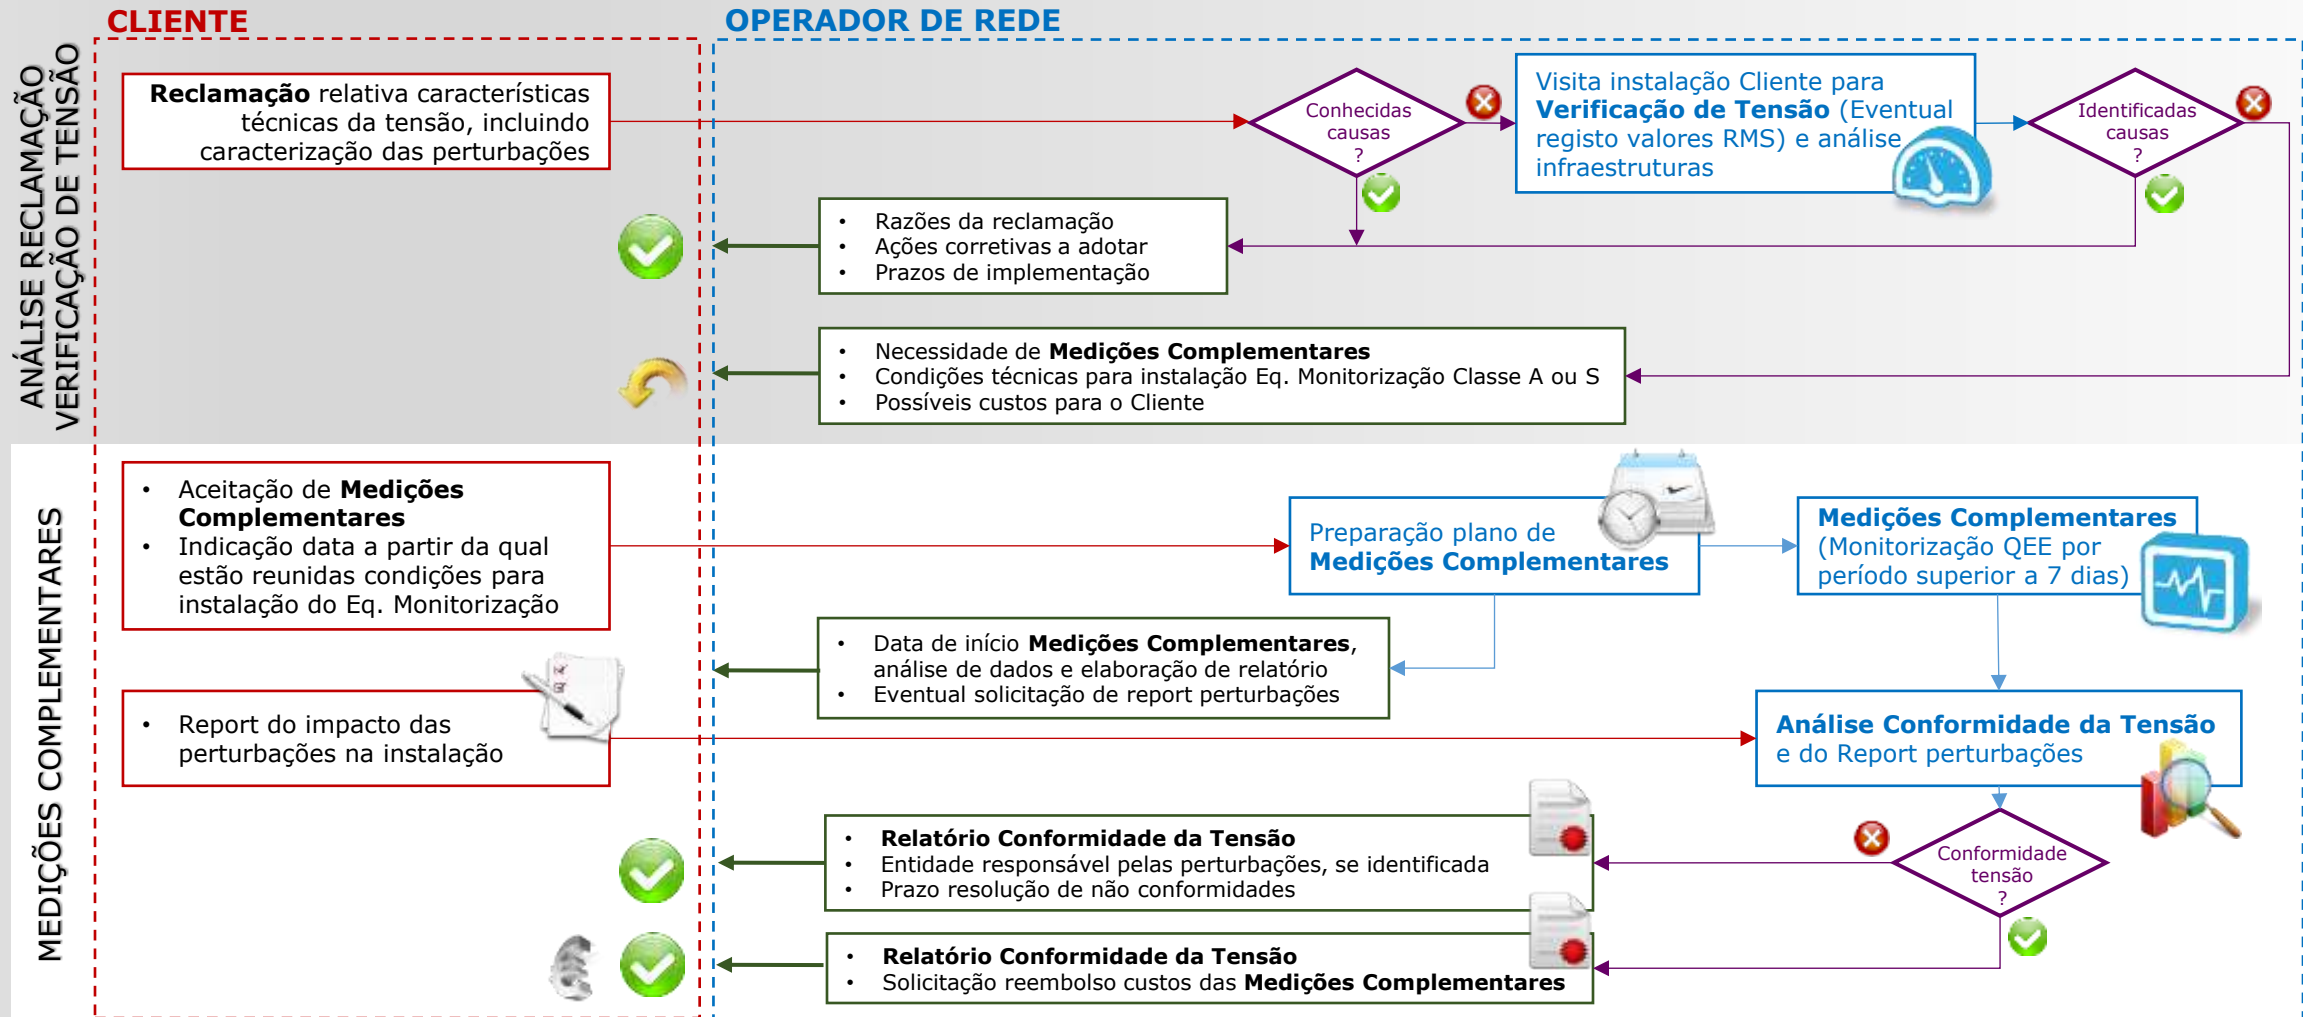 CLIENTE
OPERADOR DE REDE
ANÁLISE RECLAMAÇÃO
VERIFICAÇÃO DE TENSÃO
Reclamação relativa características
técnicas da tensão, incluindo
caracterização das perturbações
Conhecidas
causas
?
Visita instalação Cliente para
Verificação de Tensão (Eventual
registo valores RMS) e análise
infraestruturas
Identificadas
causas
?
• Razões da reclamação
• Ações corretivas a adotar
• Prazos de implementação
• Necessidade de Medições Complementares
• Condições técnicas para instalação Eq. Monitorização Classe A ou S
• Possíveis custos para o Cliente
MEDIÇÕES COMPLEMENTARES
• Aceitação de Medições
Complementares
• Indicação data a partir da qual
estão reunidas condições para
instalação do Eq. Monitorização
Preparação plano de
Medições Complementares
Medições Complementares
(Monitorização QEE por
período superior a 7 dias)
• Data de início Medições Complementares,
análise de dados e elaboração de relatório
• Eventual solicitação de report perturbações
• Report do impacto das
perturbações na instalação
Análise Conformidade da Tensão
e do Report perturbações
• Relatório Conformidade da Tensão
• Entidade responsável pelas perturbações, se identificada
• Prazo resolução de não conformidades
Conformidade
tensão
?
• Relatório Conformidade da Tensão
• Solicitação reembolso custos das Medições Complementares